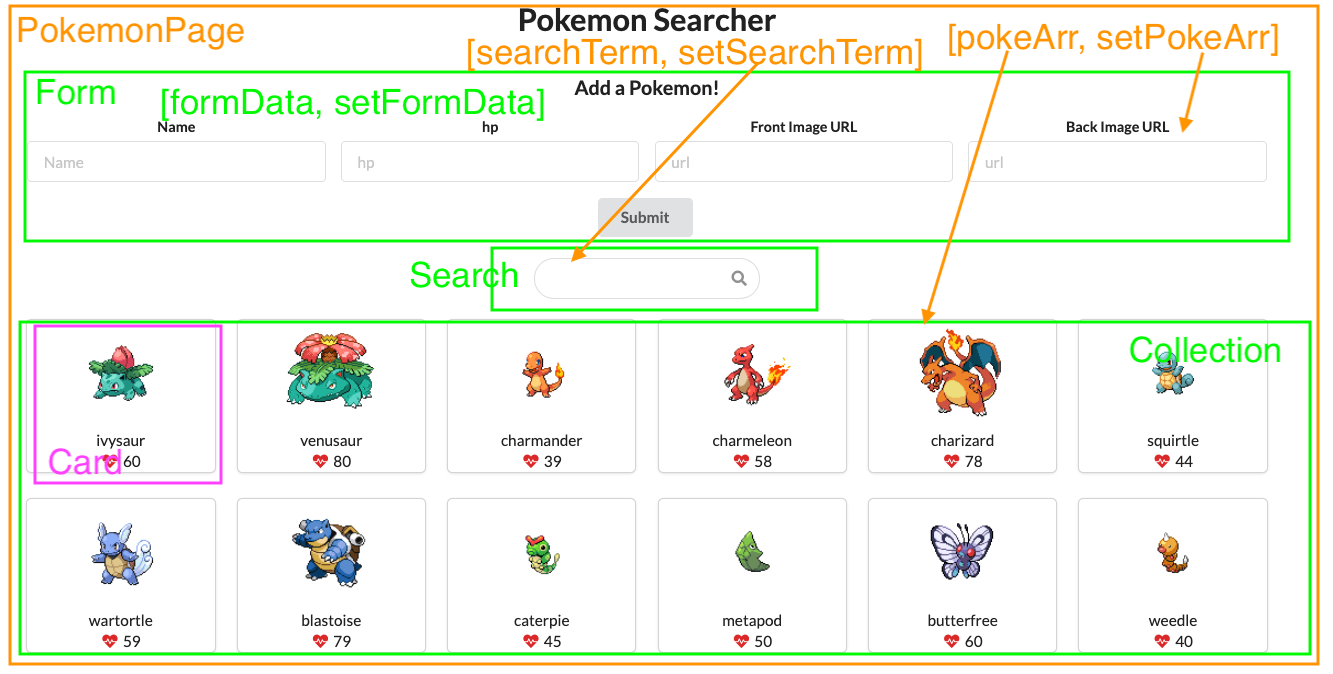 Pokemon Searcher
PokemonPage
[searchTerm, setSearchTerm]
[pokeArr, setPokeArr]
Form
Add a Pokemon!
[formData, setFormData]
Name
hp
Front Image URL
Back Image URL
Name
hp
url
url
Submit
Search
Collection
ivysaur
venusaur
charmander
charmeleon
charizard
squirtle
Card
60
80
39
58
78
44
wartortle
blastoise
caterpie
metapod
butterfree
weedle
59
79
45
50
60
40